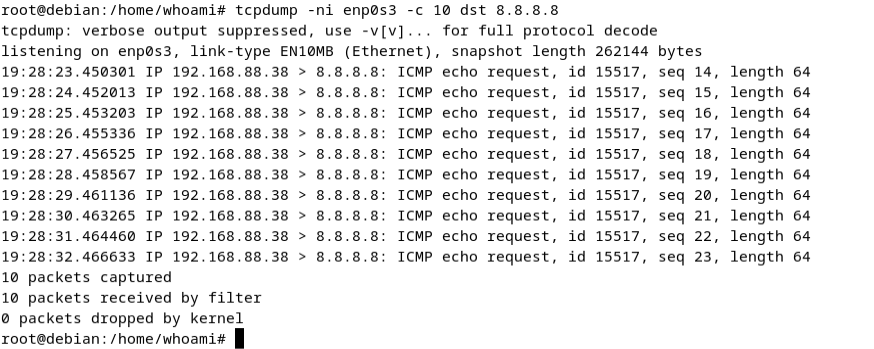 root@debian:/home/whoami# tcpdump -ni enp0s3 -c 10 dst 8.8.8.8
tcpdump: verbose output suppressed, use -v[v]... for full protocol decode
listening on enp0s3, link-type EN10MB (Ethernet), snapshot length 262144 bytes
19:28:23.450301 IP 192.168.88.38 > 8.8.8.8: ICMP echo request, id 15517, seq 14, length 64
19:28:24.452013 IP 192.168.88.38 > 8.8.8.8: ICMP echo request, id 15517, seq 15, length 64
19:28:25.453203 IP 192.168.88.38 > 8.8.8.8: ICMP echo request, id 15517, seq 16, length 64
19:28:26.455336 IP 192.168.88.38 > 8.8.8.8: ICMP echo request, id 15517, seq 17, length 64
19:28:27.456525 IP 192.168.88.38 > 8.8.8.8: ICMP echo request, id 15517, seq 18, length 64
19:28:28.458567 IP 192.168.88.38 > 8.8.8.8: ICMP echo request, id 15517, seq 19, length 64
19:28:29.461136 IP 192.168.88.38 > 8.8.8.8: ICMP echo request, id 15517, seq 20, length 64
19:28:30.463265 IP 192.168.88.38 > 8.8.8.8: ICMP echo request, id 15517, seq 21, length 64
19:28:31.464460 IP 192.168.88.38 > 8.8.8.8: ICMP echo request, id 15517, seq 22, length 64
19:28:32.466633 IP 192.168.88.38 > 8.8.8.8: ICMP echo request, id 15517, seq 23, length 64
10 packets captured
10 packets received by filter
0 packets dropped by kernel
root@debian:/home/whoami#